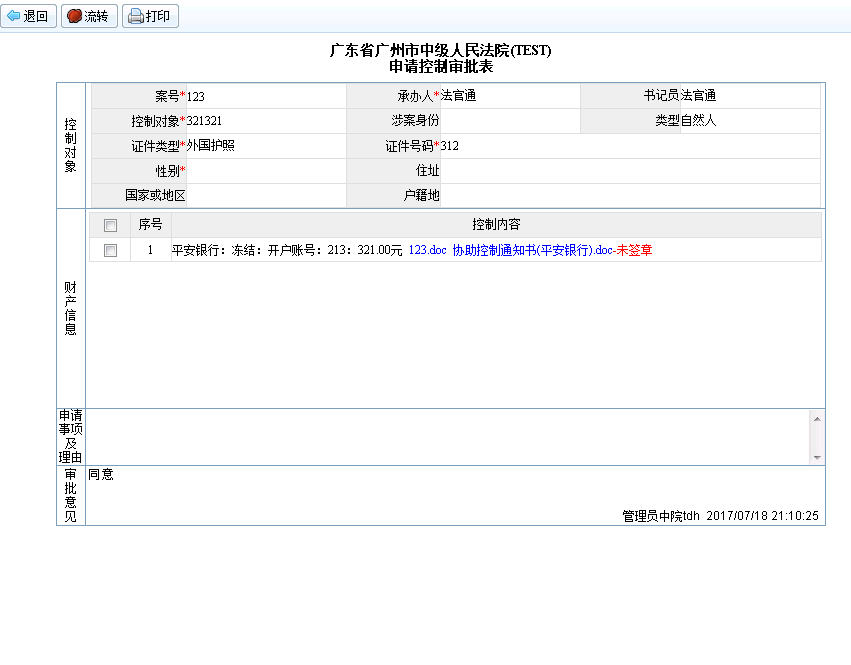 退回 流转 打印
广东省广州市中级人民法院(TEST)
申请控制审批表
控制对象
案号*123 承办人*法官通 书记员法官通
控制对象*321321 涉案身份 类型自然人
证件类型*外国护照 证件号码*312
性别* 住址
国家或地区 户籍地
财产信息
序号 控制内容
1 平安银行：冻结：开户账号：213：321.00元 123.doc 协助控制通知书(平安银行).doc-未签章
申请
事项
及
理由
审批意见
同意
管理员中院tdh 2017/07/18 21:10:25